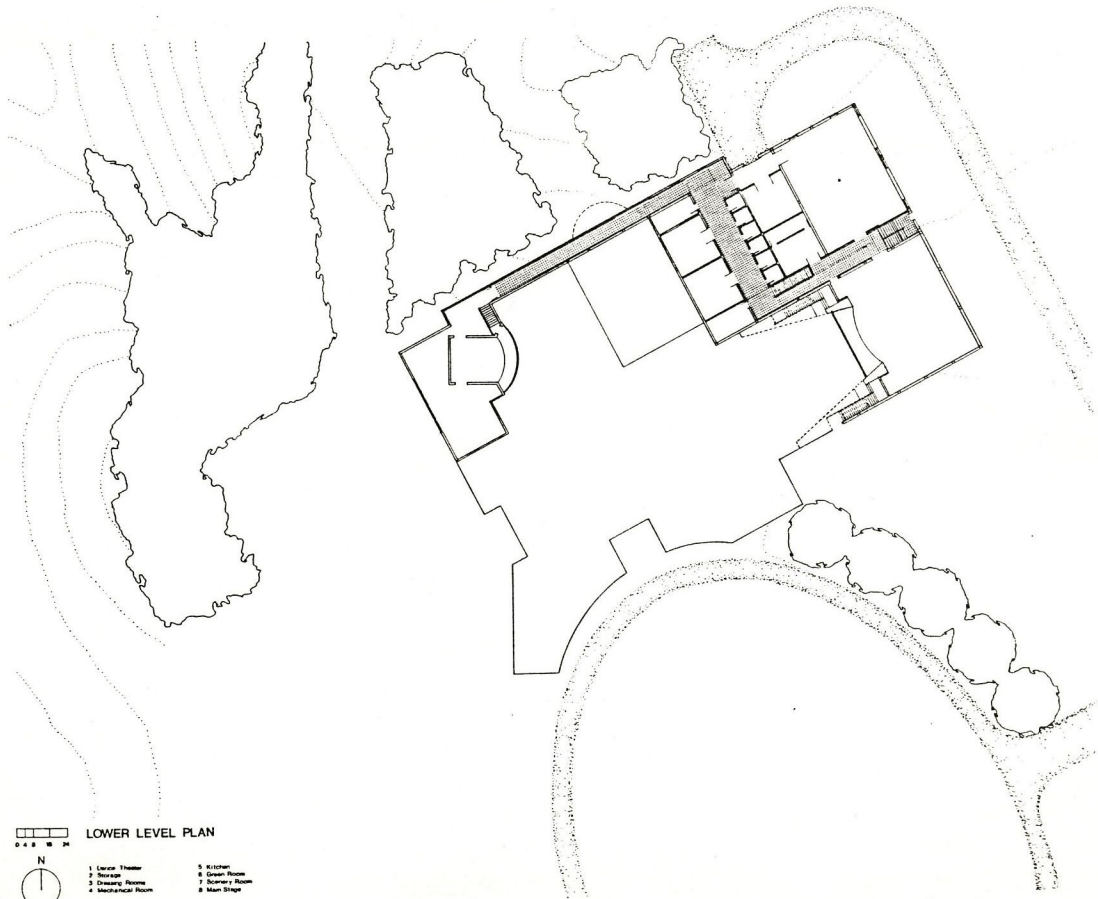 LOWER LEVEL PLAN
0 4 8 16 24
N
1 Dance Theater
2 Storage
3 Dressing Rooms
4 Mechanical Room
5 Kitchen
6 Green Room
7 Scenery Room
8 Main Stage